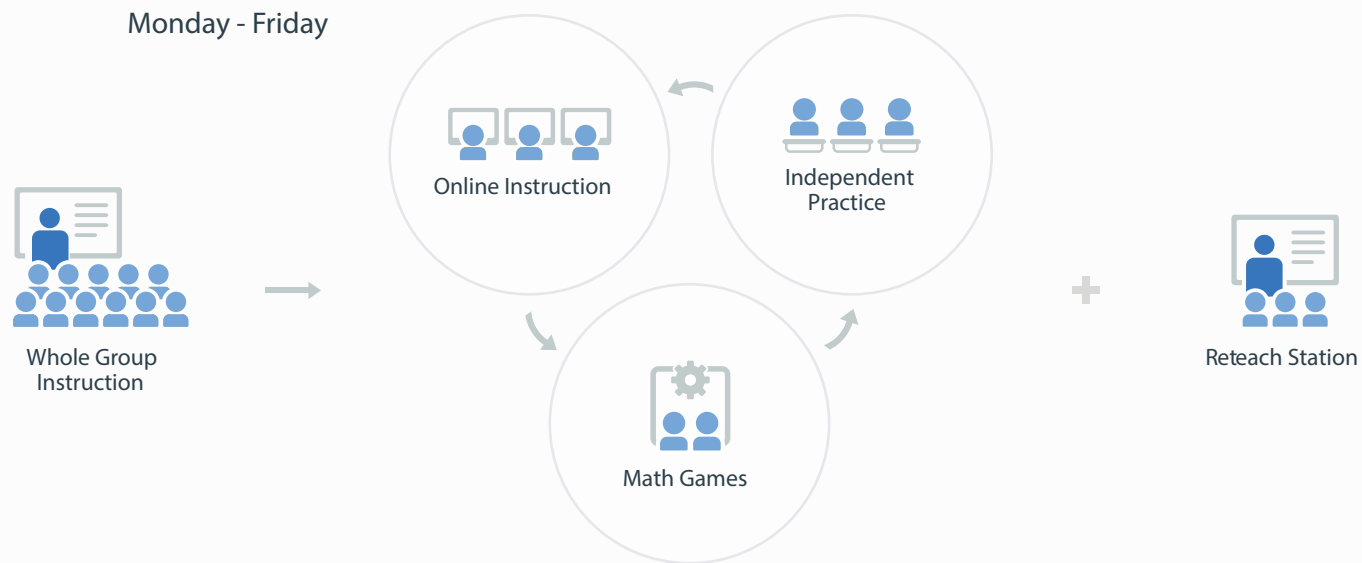 Monday - Friday
Online Instruction
Independent
Practice
Whole Group
Instruction
Reteach Station
Math Games